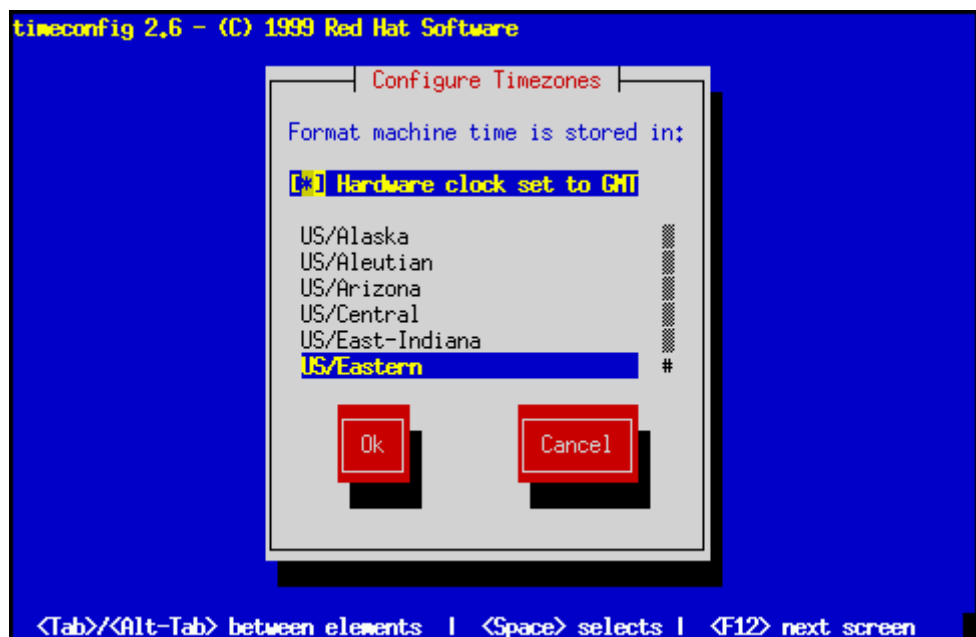 timeconfig 2.6 - (C) 1999 Red Hat Software
Configure Timezones
Format machine time is stored in:
[*] Hardware clock set to GMT
US/Alaska
US/Aleutian
US/Arizona
US/Central
US/East-Indiana
US/Eastern #
Ok Cancel
<Tab>/<Alt-Tab> between elements | <Space> selects | <F12> next screen